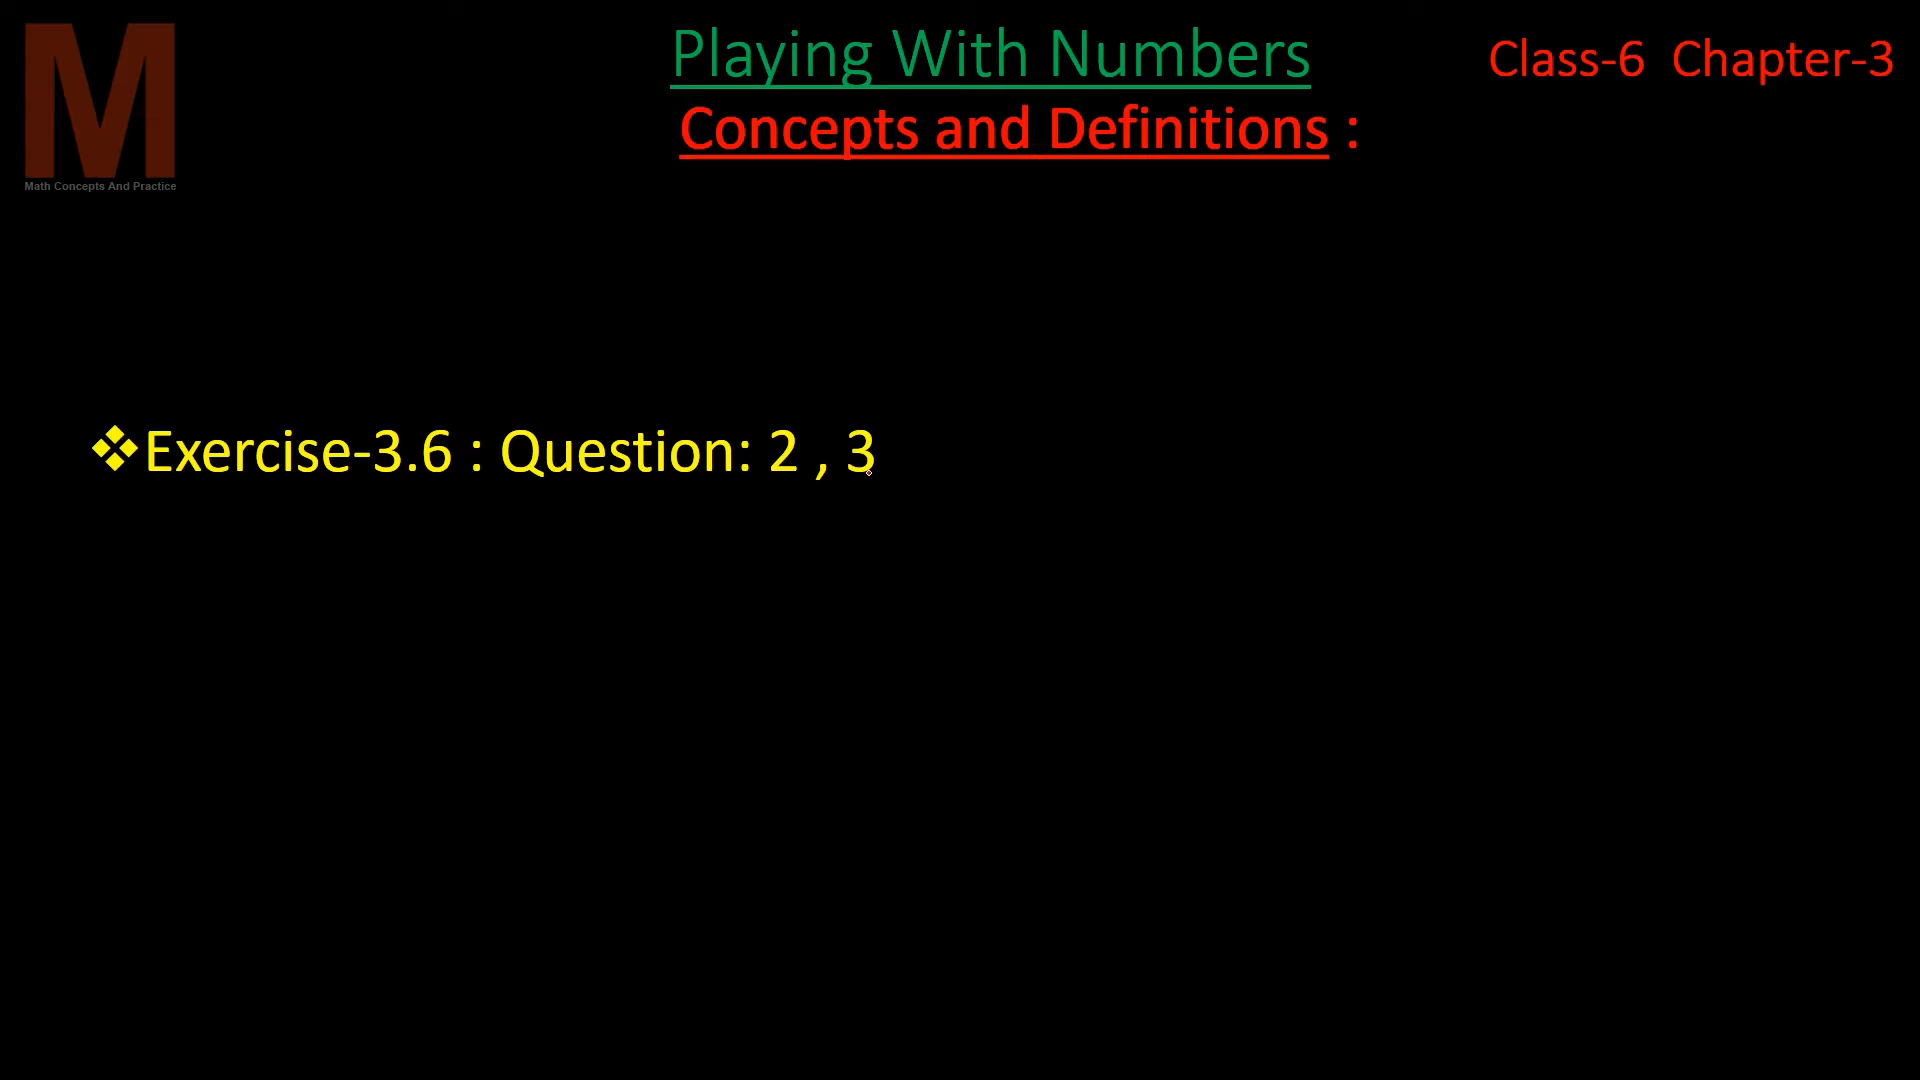 M
Math Concepts And Practice
Playing With Numbers
Class-6 Chapter-3
Concepts and Definitions :
❖Exercise-3.6 : Question: 2 , 3